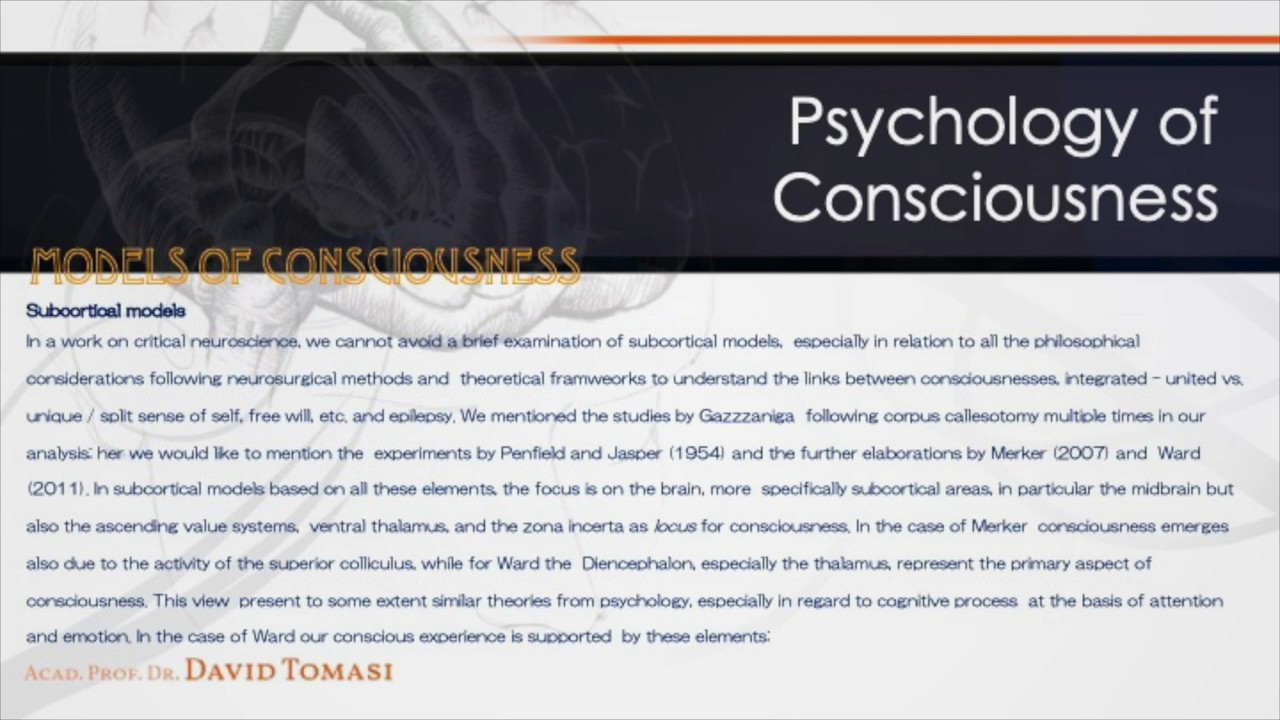 Psychology of
Consciousness
MODELS OF CONSCIOUSNESS
Subcortical models
In a work on critical neuroscience, we cannot avoid a brief examination of subcortical models, especially in relation to all the philosophical
considerations following neurosurgical methods and theoretical framweorks to understand the links between consciousnesses, integrated – united vs.
unique / split sense of self, free will, etc. and epilepsy. We mentioned the studies by Gazzzaniga following corpus callesotomy multiple times in our
analysis: her we would like to mention the experiments by Penfield and Jasper (1954) and the further elaborations by Merker (2007) and Ward
(2011). In subcortical models based on all these elements, the focus is on the brain, more specifically subcortical areas, in particular the midbrain but
also the ascending value systems, ventral thalamus, and the zona incerta as locus for consciousness. In the case of Merker consciousness emerges
also due to the activity of the superior colliculus, while for Ward the Diencephalon, especially the thalamus, represent the primary aspect of
consciousness. This view present to some extent similar theories from psychology, especially in regard to cognitive process at the basis of attention
and emotion. In the case of Ward our conscious experience is supported by these elements:
ACAD. PROF. DR. DAVID TOMASI